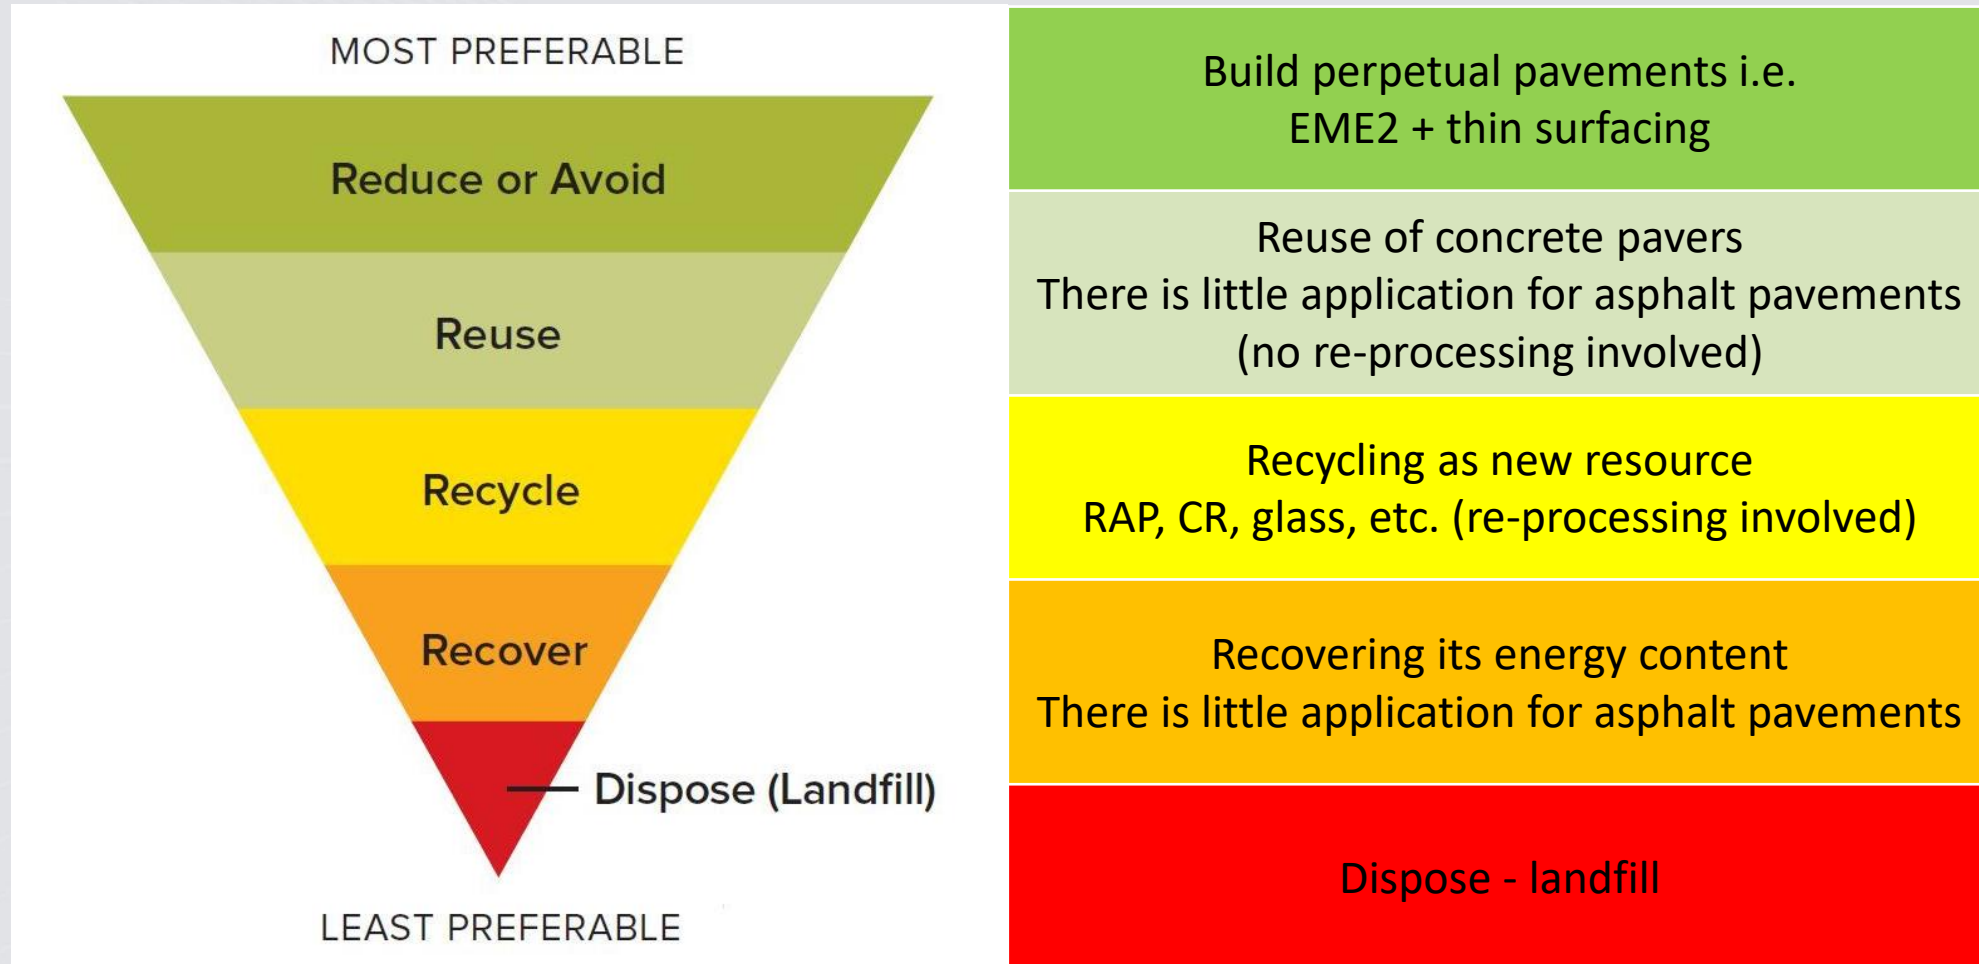 MOST PREFERABLE
Reduce or Avoid
Reuse
Recycle
Recover
Dispose (Landfill)
LEAST PREFERABLE
Build perpetual pavements i.e.
EME2 + thin surfacing
Reuse of concrete pavers
There is little application for asphalt pavements
(no re-processing involved)
Recycling as new resource
RAP, CR, glass, etc. (re-processing involved)
Recovering its energy content
There is little application for asphalt pavements
Dispose - landfill